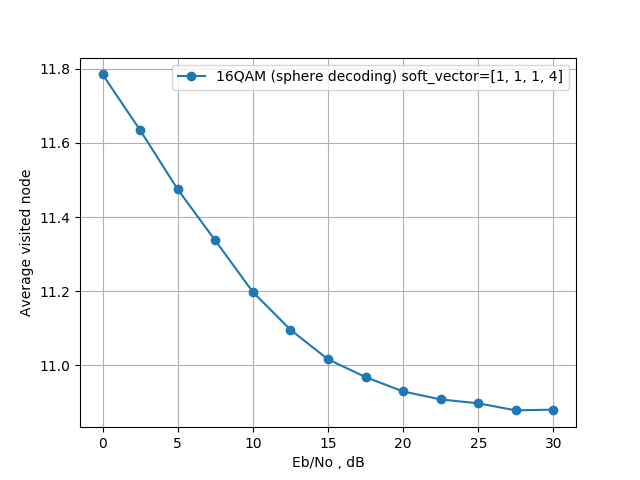 16QAM (sphere decoding) soft_vector=[1, 1, 1, 4]
Average visited node
11.8
11.6
11.4
11.2
11.0
0 5 10 15 20 25 30
Eb/No , dB